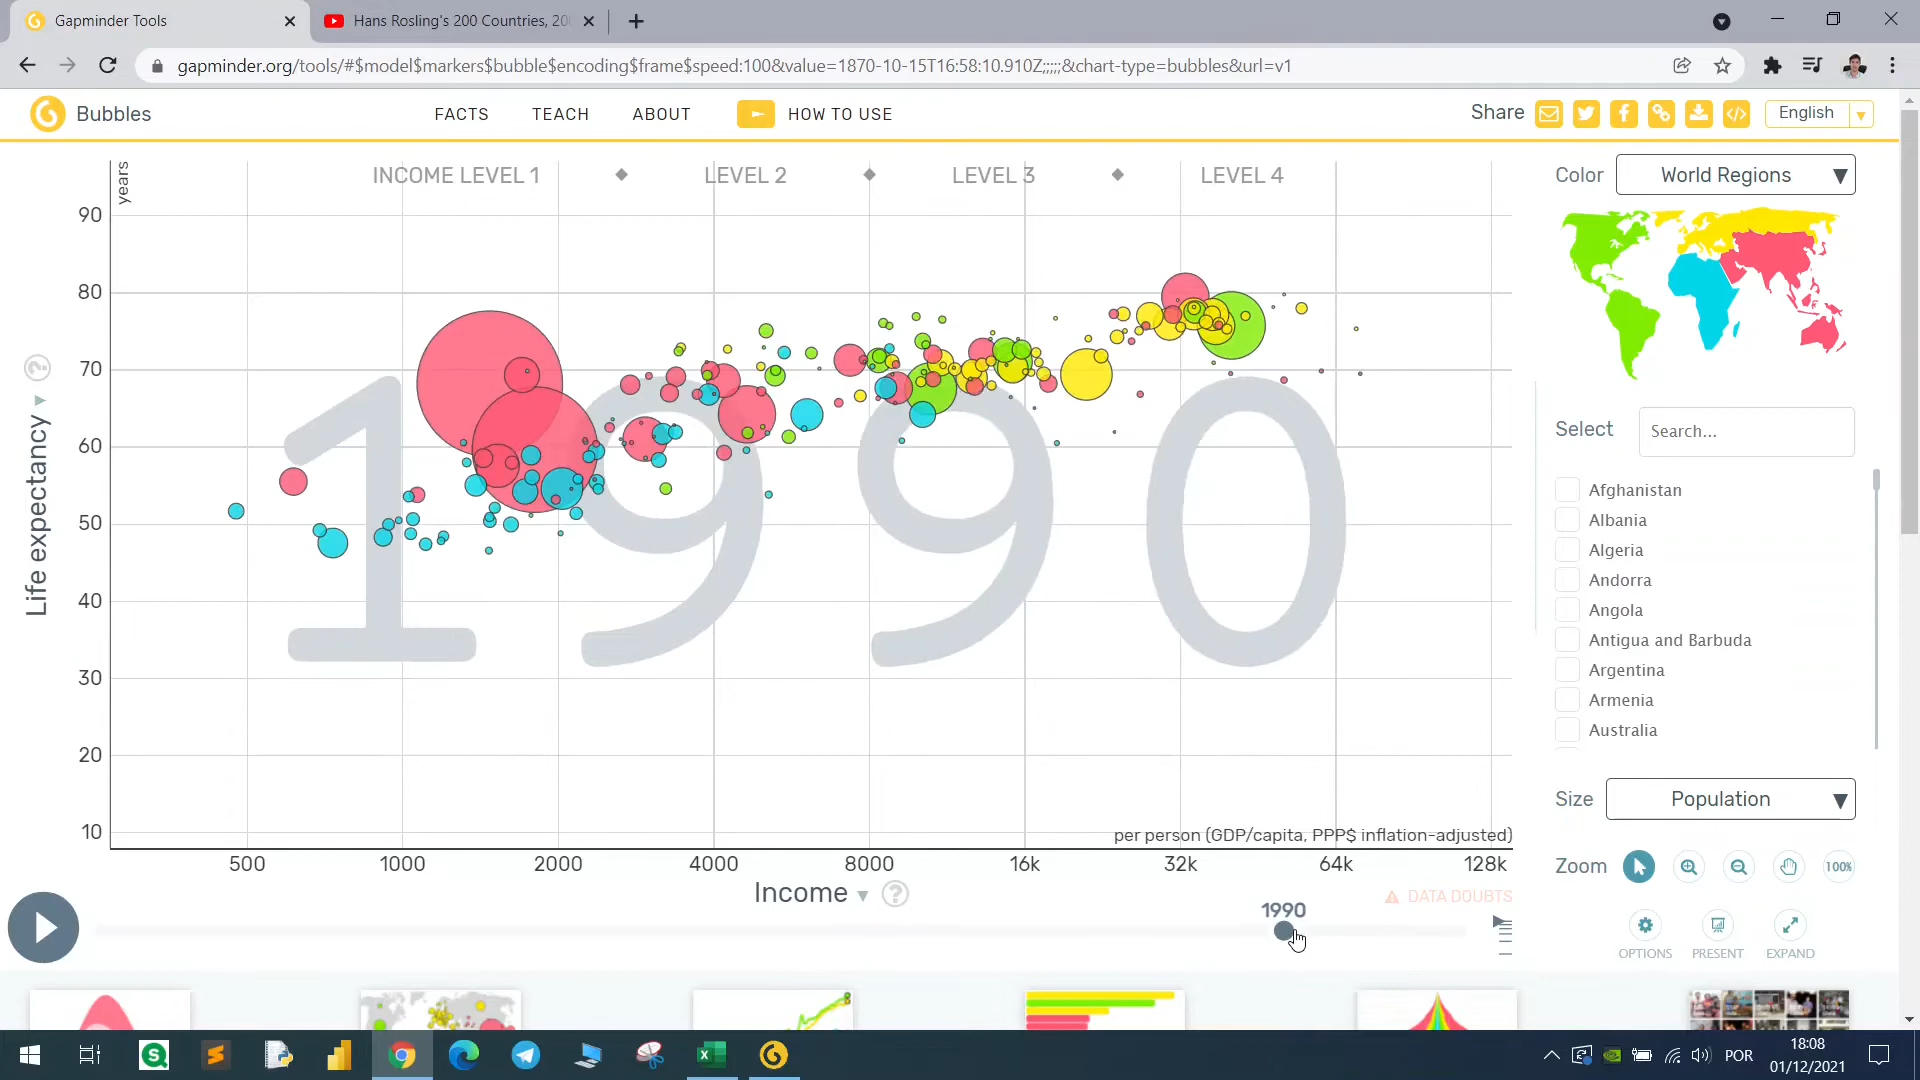 Gapminder Tools
Hans Rosling's 200 Countries, 20
gapminder.org/tools/#$model$markers$bubble$encoding$frame$speed:100&value=1870-10-15T16:58:10.910Z;;;;;&chart-type=bubbles&url=v1
Bubbles
FACTS
TEACH
ABOUT
HOW TO USE
Share
English
years
INCOME LEVEL 1
LEVEL 2
LEVEL 3
LEVEL 4
Color
World Regions
90
80
70
60
50
40
30
20
10
Life expectancy
?
1990
Select
Search...
Afghanistan
Albania
Algeria
Andorra
Angola
Antigua and Barbuda
Argentina
Armenia
Australia
Size
Population
per person (GDP/capita, PPP$ inflation-adjusted)
500
1000
2000
4000
8000
16k
32k
64k
128k
Income
?
DATA DOUBTS
Zoom
100%
1990
OPTIONS
PRESENT
EXPAND
POR
18:08
01/12/2021